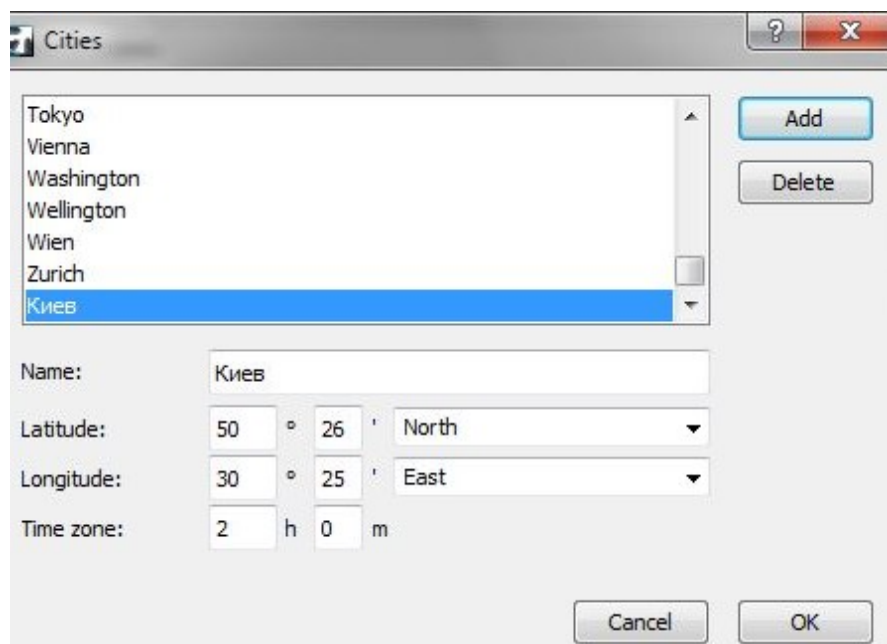 Cities
Tokyo
Vienna
Washington
Wellington
Wien
Zurich
Киев
Add
Delete
Name: Киев
Latitude: 50 ° 26 ' North
Longitude: 30 ° 25 ' East
Time zone: 2 h 0 m
Cancel OK